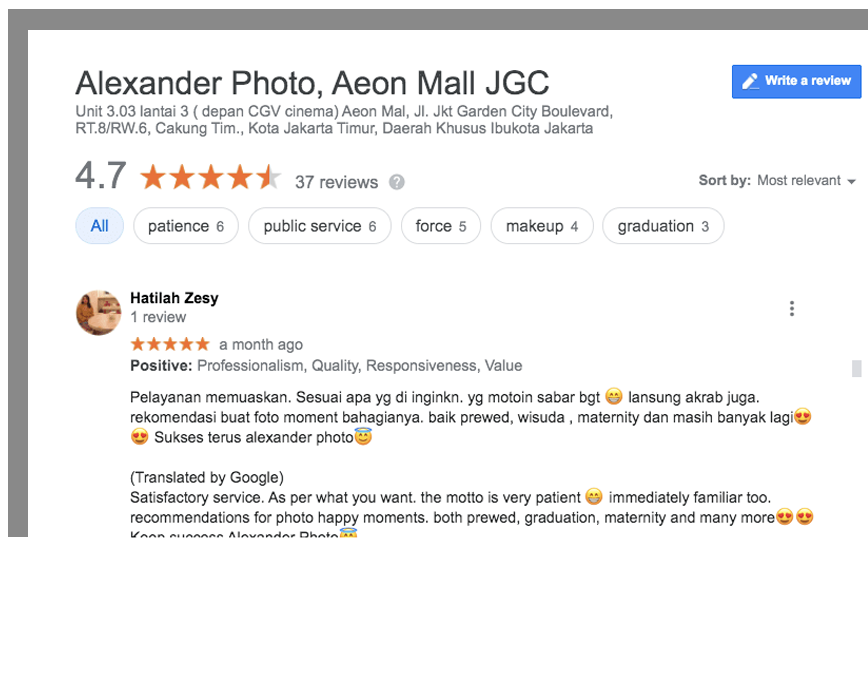 Alexander Photo, Aeon Mall JGC
Write a review
Unit 3.03 lantai 3 ( depan CGV cinema) Aeon Mal, Jl. Jkt Garden City Boulevard,
RT.8/RW.6, Cakung Tim., Kota Jakarta Timur, Daerah Khusus Ibukota Jakarta
4.7 37 reviews ?
Sort by: Most relevant
All patience 6 public service 6 force 5 makeup 4 graduation 3
Hatilah Zesy
1 review
a month ago
Positive: Professionalism, Quality, Responsiveness, Value
Pelayanan memuaskan. Sesuai apa yg di inginkn. yg motoin sabar bgt 😁 lansung akrab juga.
rekomendasi buat foto moment bahagianya. baik prewed, wisuda , maternity dan masih banyak lagi😍
😍 Sukses terus alexander photo😇
(Translated by Google)
Satisfactory service. As per what you want. the motto is very patient 😁 immediately familiar too.
recommendations for photo happy moments. both prewed, graduation, maternity and many more😍😍
Keep success Alexander Photo😇